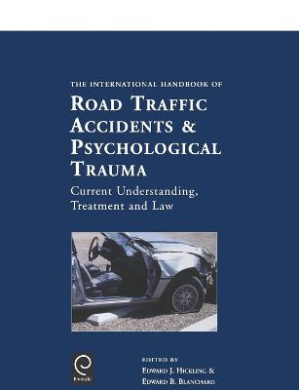 THE INTERNATIONAL HANDBOOK OF
ROAD TRAFFIC
ACCIDENTS &
PSYCHOLOGICAL
TRAUMA
Current Understanding,
Treatment and Law
EDITED BY
EDWARD J. HICKLING &
EDWARD B. BLANCHARD